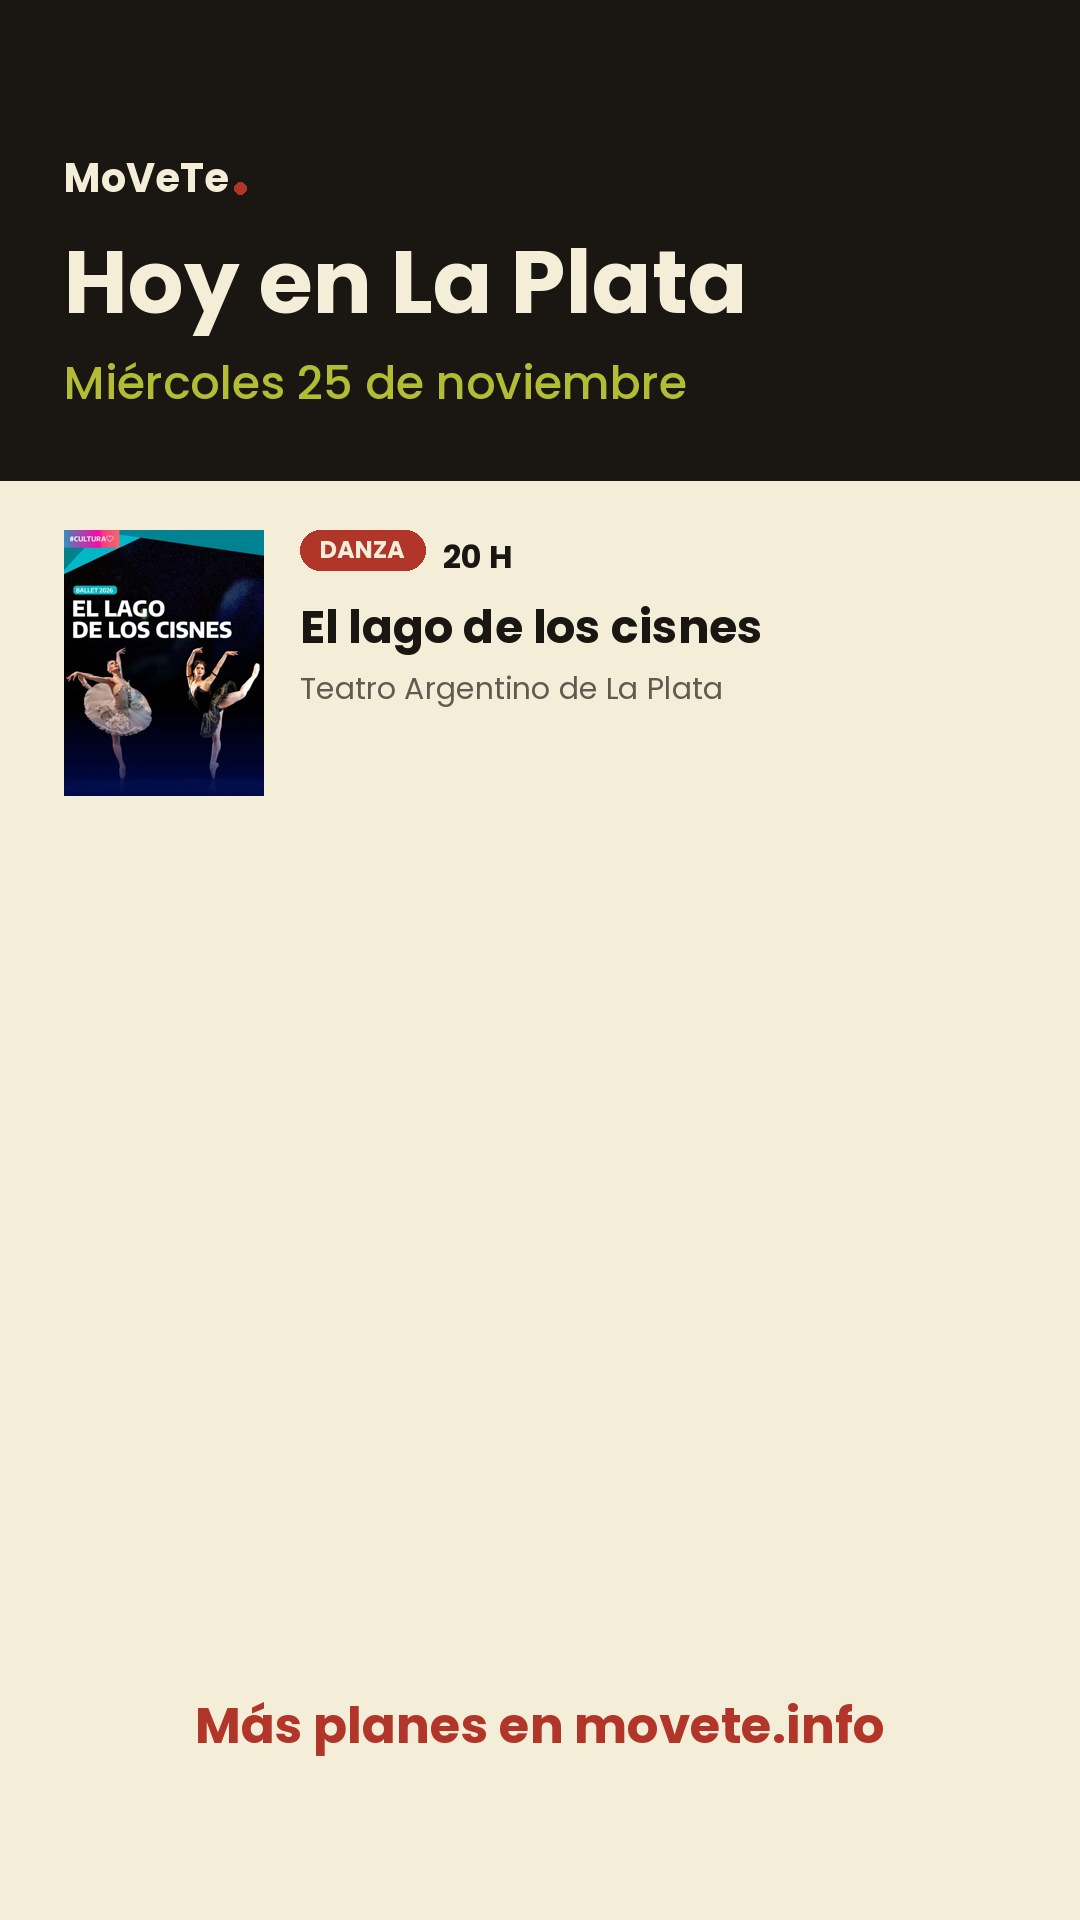 MoVeTe.
Hoy en La Plata
Miércoles 25 de noviembre
#CULTURA♡
BALLET 2026
EL LAGO
DE LOS CISNES
DANZA 20 H
El lago de los cisnes
Teatro Argentino de La Plata
Más planes en movete.info